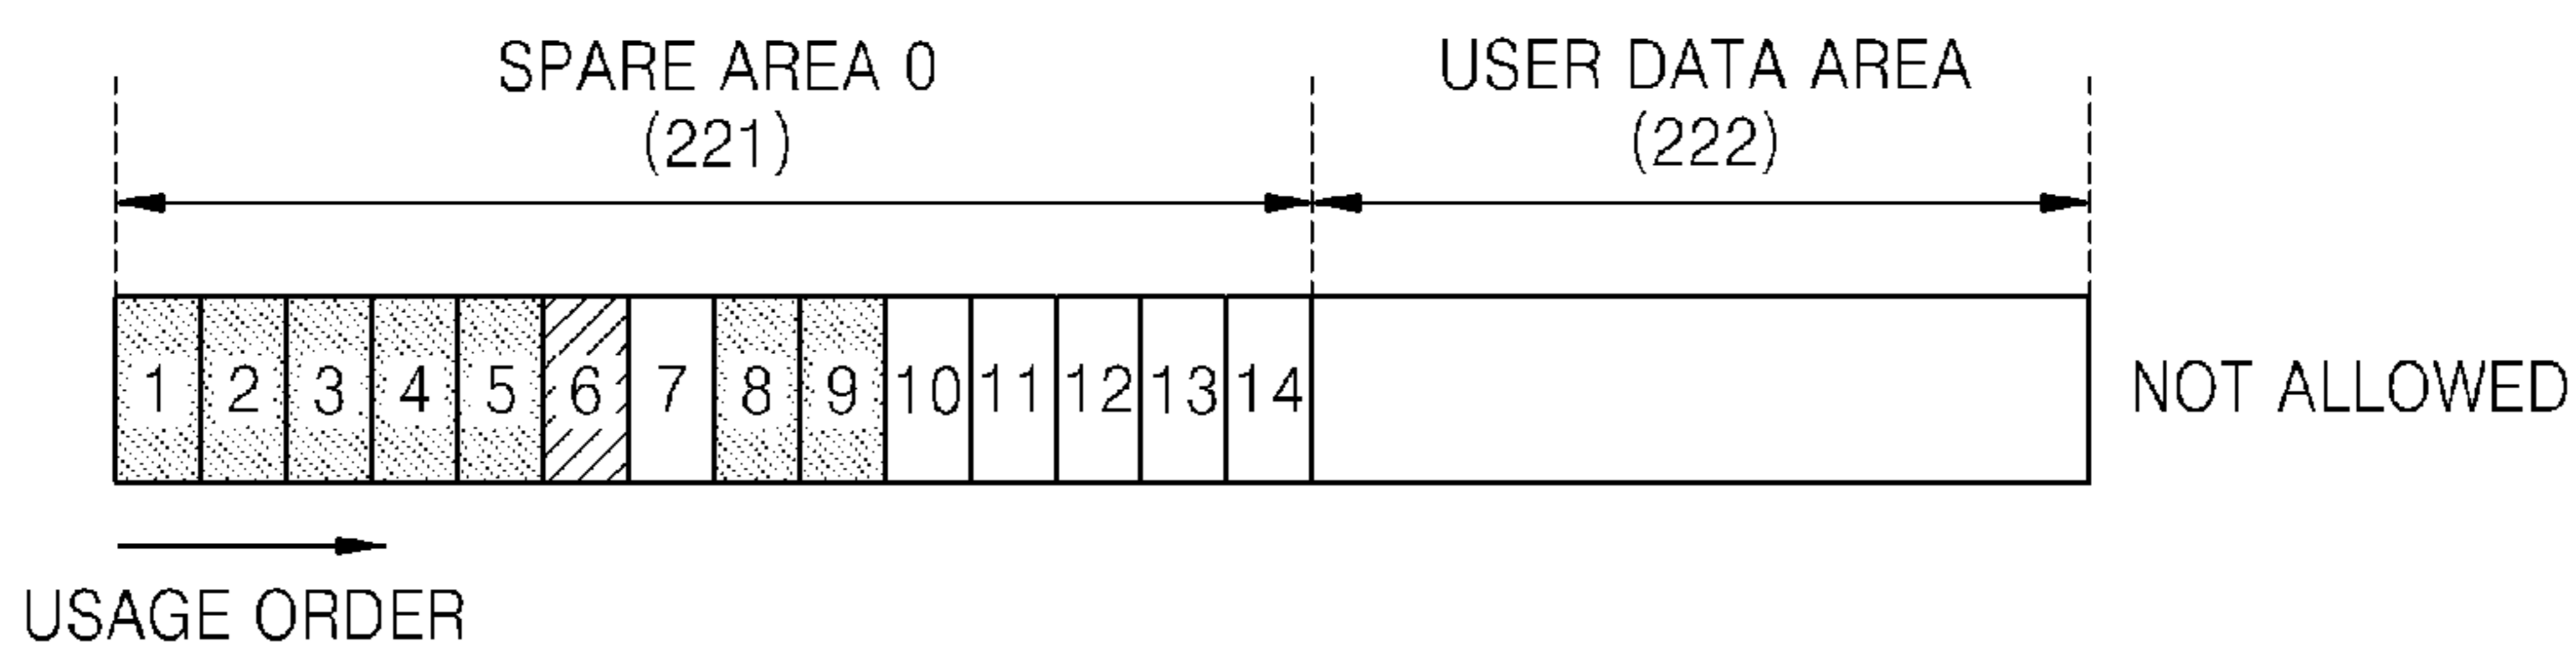 SPARE AREA 0
(221)
USER DATA AREA
(222)
1 2 3 4 5 6 7 8 9 10 11 12 13 14
NOT ALLOWED
USAGE ORDER